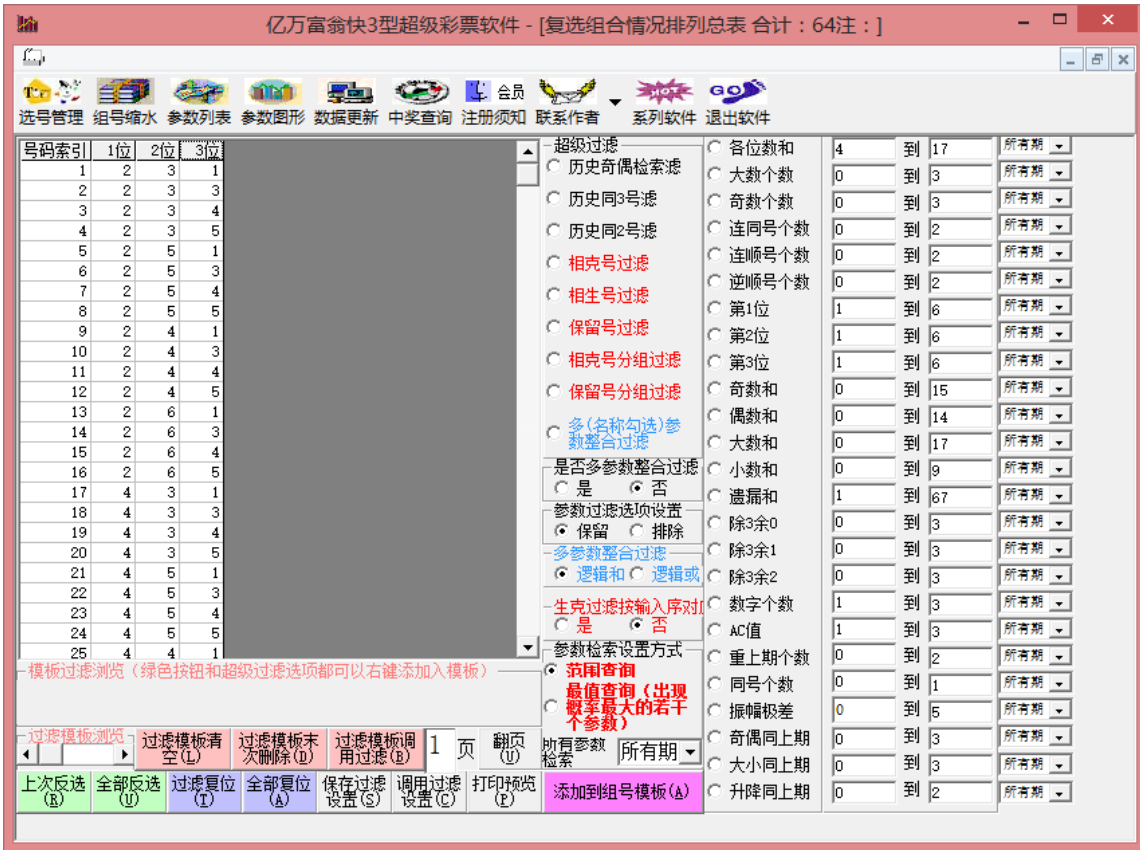 亿万富翁快3型超级彩票软件 - [复选组合情况排列总表 合计：64注：]
选号管理 组号缩水 参数列表 参数图形 数据更新 中奖查询 注册须知 联系作者 系列软件 退出软件
会员
号码索引 1位 2位 3位
1 2 3 1
2 2 3 3
3 2 3 4
4 2 3 5
5 2 5 1
6 2 5 3
7 2 5 4
8 2 5 5
9 2 4 1
10 2 4 3
11 2 4 4
12 2 4 5
13 2 6 1
14 2 6 3
15 2 6 4
16 2 6 5
17 4 3 1
18 4 3 3
19 4 3 4
20 4 3 5
21 4 5 1
22 4 5 3
23 4 5 4
24 4 5 5
25 4 4 1
超级过滤
历史奇偶检索滤
历史同3号滤
历史同2号滤
相克号过滤
相生号过滤
保留号过滤
相克号分组过滤
保留号分组过滤
多(名称勾选)参
数整合过滤
是否多参数整合过滤
是 否
参数过滤选项设置
保留 排除
多参数整合过滤
逻辑和 逻辑或
生克过滤按输入序对
是 否
参数检索设置方式
范围查询
最值查询（出现
概率最大的若干
个参数）
所有参数
检索
所有期
添加到组号模板(A)
各位数和 4 到 17 所有期
大数个数 0 到 3 所有期
奇数个数 0 到 3 所有期
连同号个数 0 到 2 所有期
连顺号个数 0 到 2 所有期
逆顺号个数 0 到 2 所有期
第1位 1 到 6 所有期
第2位 1 到 6 所有期
第3位 1 到 6 所有期
奇数和 0 到 15 所有期
偶数和 0 到 14 所有期
大数和 0 到 17 所有期
小数和 0 到 9 所有期
遗漏和 1 到 67 所有期
除3余0 0 到 3 所有期
除3余1 0 到 3 所有期
除3余2 0 到 3 所有期
数字个数 1 到 3 所有期
AC值 1 到 3 所有期
重上期个数 0 到 2 所有期
同号个数 0 到 1 所有期
振幅极差 0 到 5 所有期
奇偶同上期 0 到 3 所有期
大小同上期 0 到 3 所有期
升降同上期 0 到 2 所有期
模板过滤浏览（绿色按钮和超级过滤选项都可以右键添加入模板）
过滤模板浏览
过滤模板清
空(L)
过滤模板末
次删除(D)
过滤模板调
用过滤(B)
1 页
翻页
(U)
上次反选
(R)
全部反选
(U)
过滤复位
(T)
全部复位
(A)
保存过滤
设置(S)
调用过滤
设置(C)
打印预览
(P)